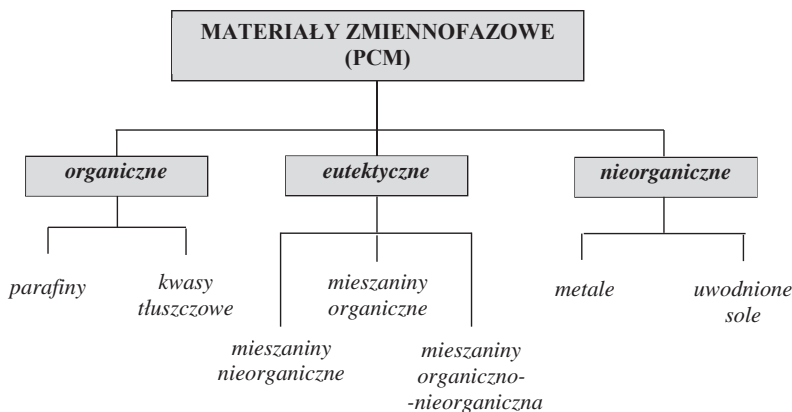 MATERIAŁY ZMIENNOFAZOWE
(PCM)
organiczne
eutektyczne
nieorganiczne
parafiny
kwasy
tłuszczowe
mieszaniny
nieorganiczne
mieszaniny
organiczne
mieszaniny
organiczno-
-nieorganiczna
metale
uwodnione
sole